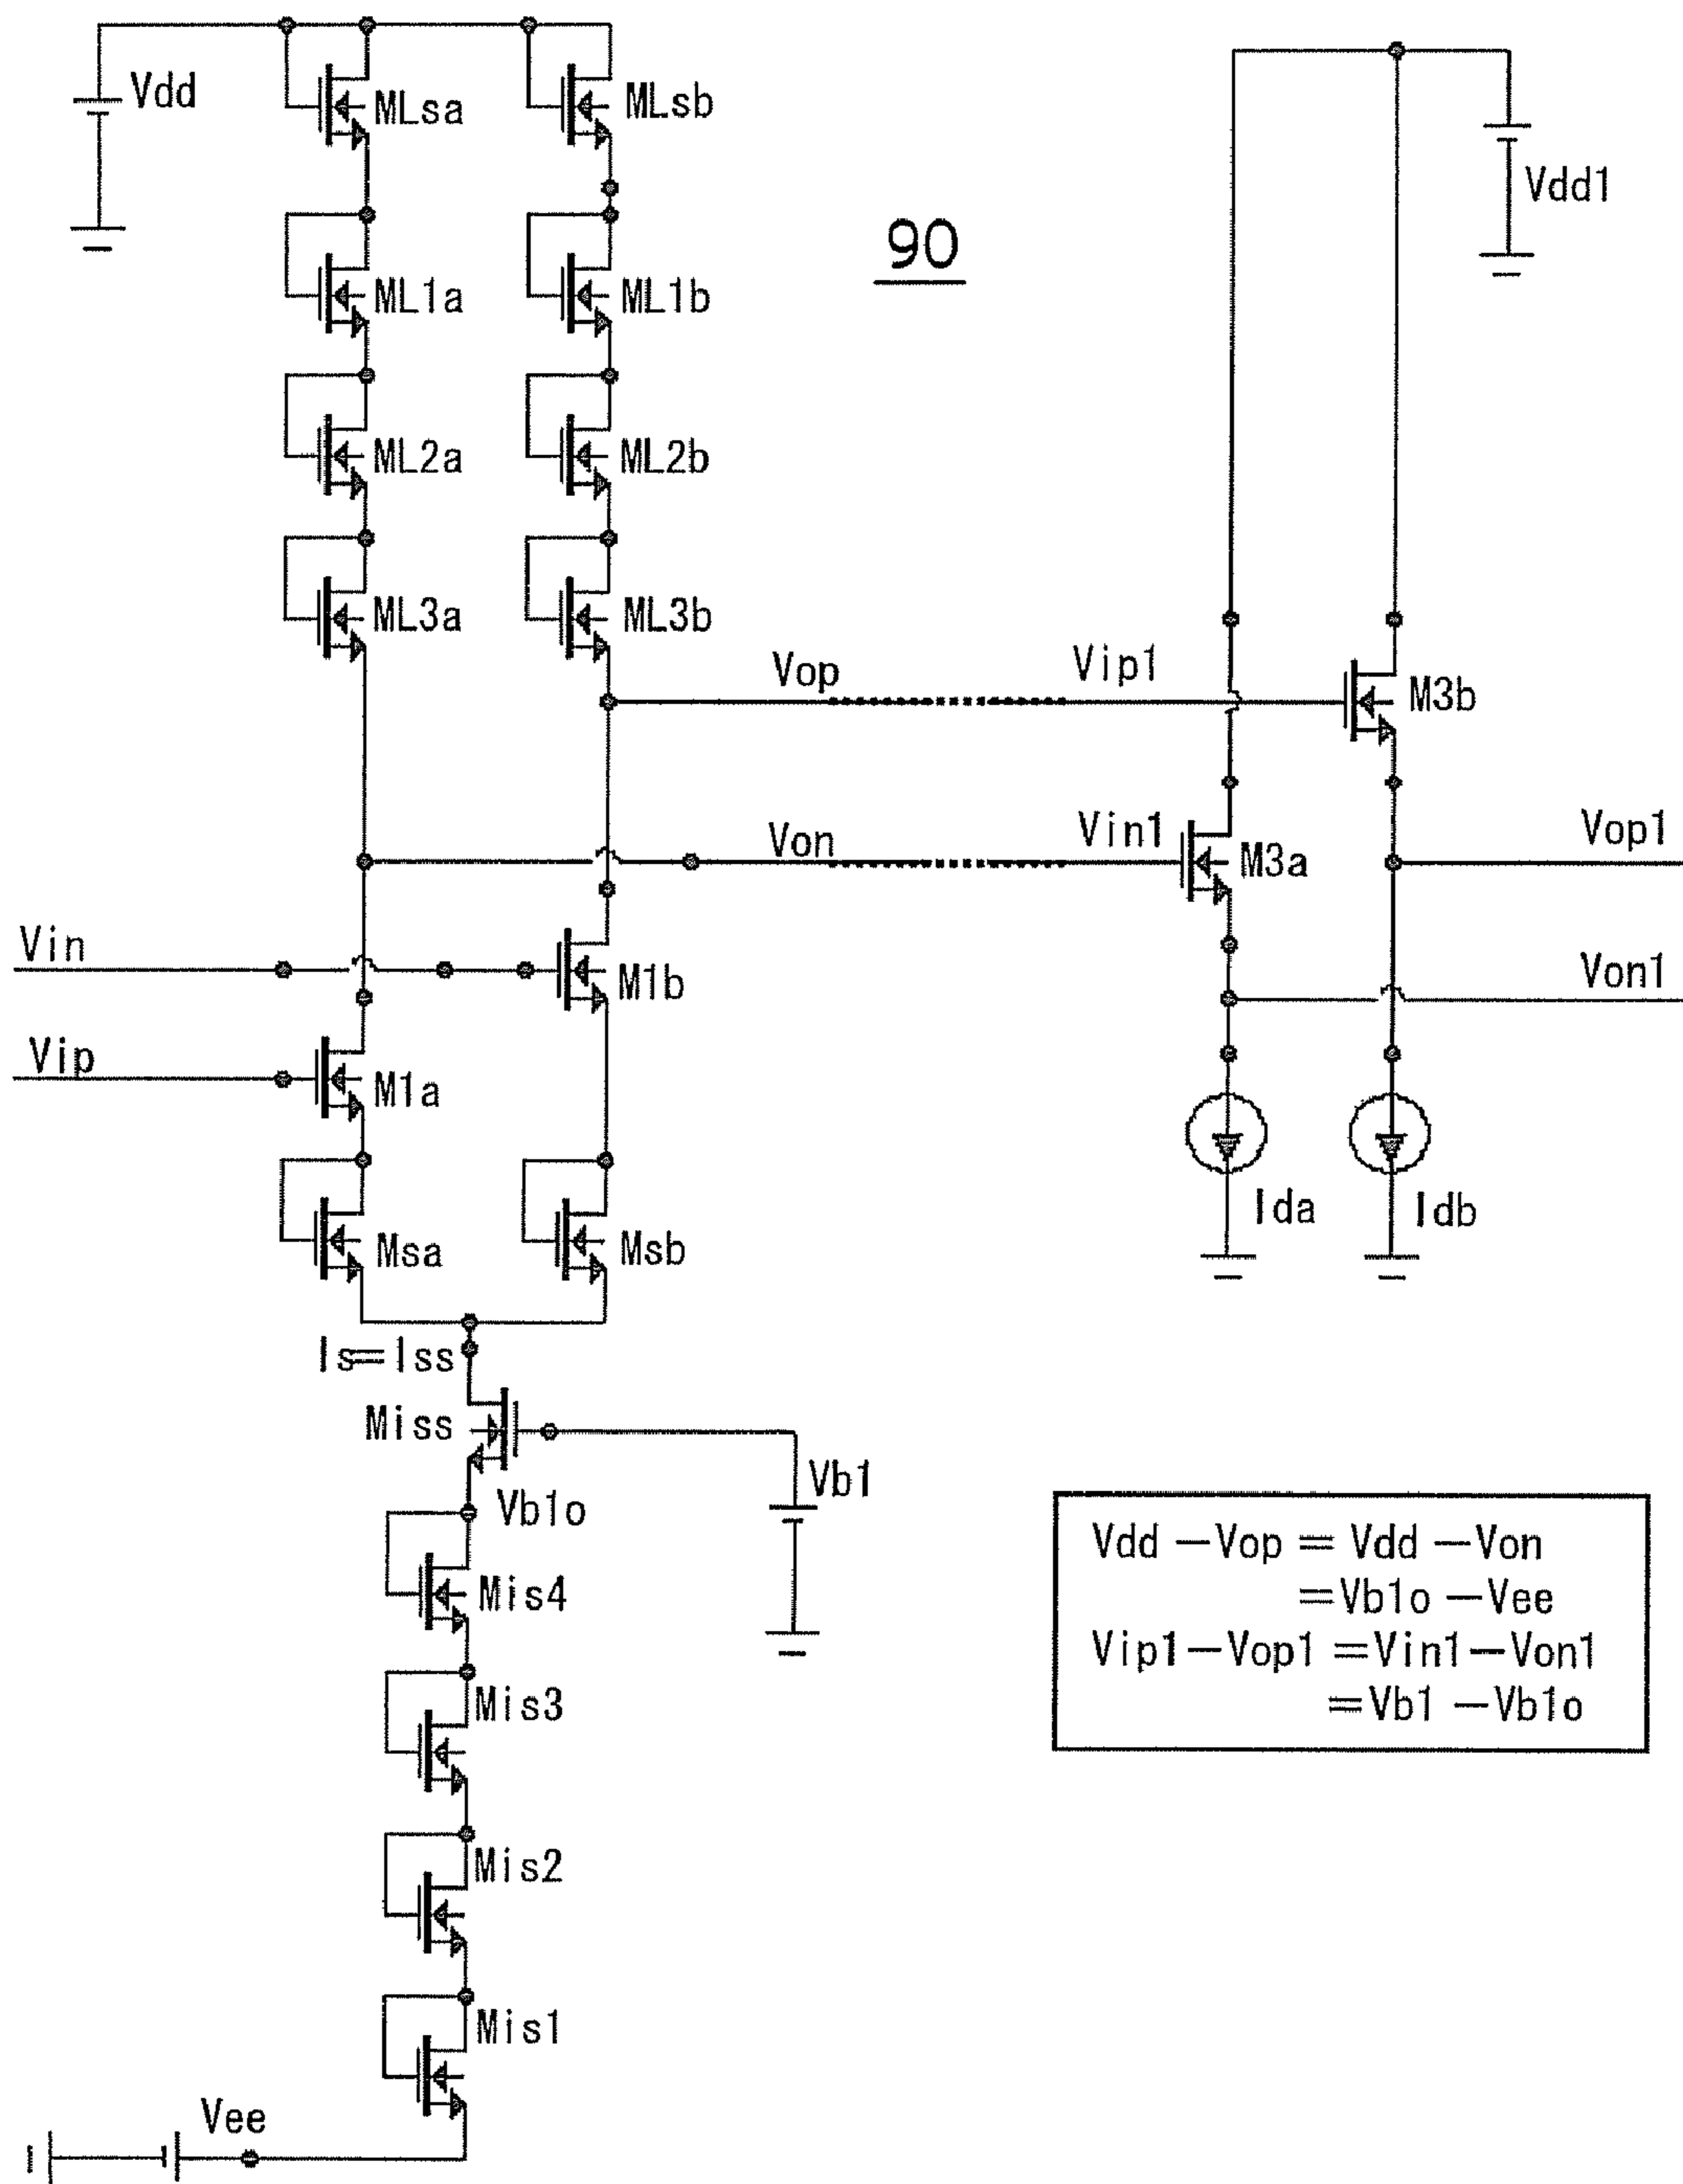 Vdd
MLsa
MLsb
Vdd1
90
ML1a
ML1b
ML2a
ML2b
ML3a
ML3b
Vop
Vip1
M3b
Von
Vin1
M3a
Vop1
Vin
M1b
Von1
Vip
M1a
Msa
Msb
Ida
Idb
Is=Iss
Miss
Vb1
Vb1o
Mis4
Vdd−Vop=Vdd−Von
=Vb1o−Vee
Vip1−Vop1=Vin1−Von1
=Vb1−Vb1o
Mis3
Mis2
Mis1
Vee